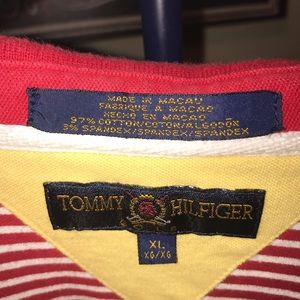 MADE IN MACAU
FABRIQUE A MACAO
HECHO EN MACAO
97% COTTON/COTON/ALGODÓN
3% SPANDEX/SPANDEX/SPANDEX
TOMMY HILFIGER
XL
XG/XG